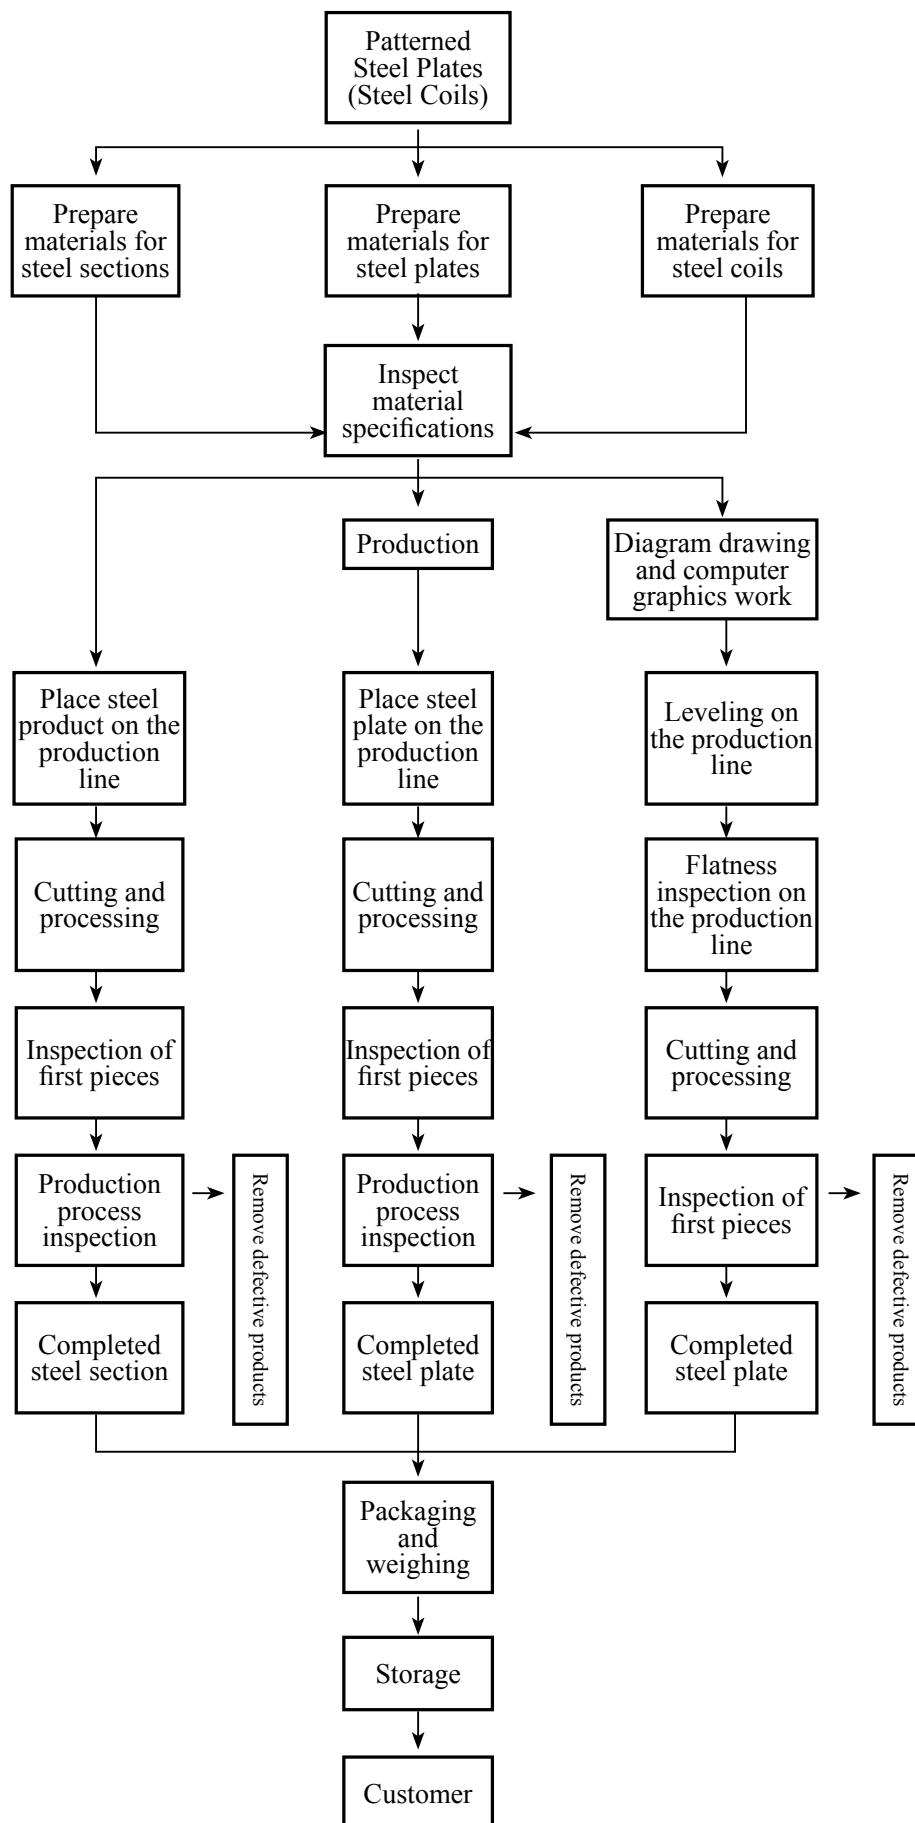 Patterned
Steel Plates
(Steel Coils)
Prepare
materials for
steel sections
Prepare
materials for
steel plates
Prepare
materials for
steel coils
Inspect
material
specifications
Production
Diagram drawing
and computer
graphics work
Place steel
product on the
production
line
Place steel
plate on the
production
line
Leveling on
the production
line
Cutting and
processing
Cutting and
processing
Flatness
inspection on
the production
line
Inspection of
first pieces
Inspection of
first pieces
Cutting and
processing
Production
process
inspection
Remove defective products
Production
process
inspection
Remove defective products
Inspection of
first pieces
Remove defective products
Completed
steel section
Completed
steel plate
Completed
steel plate
Packaging
and
weighing
Storage
Customer